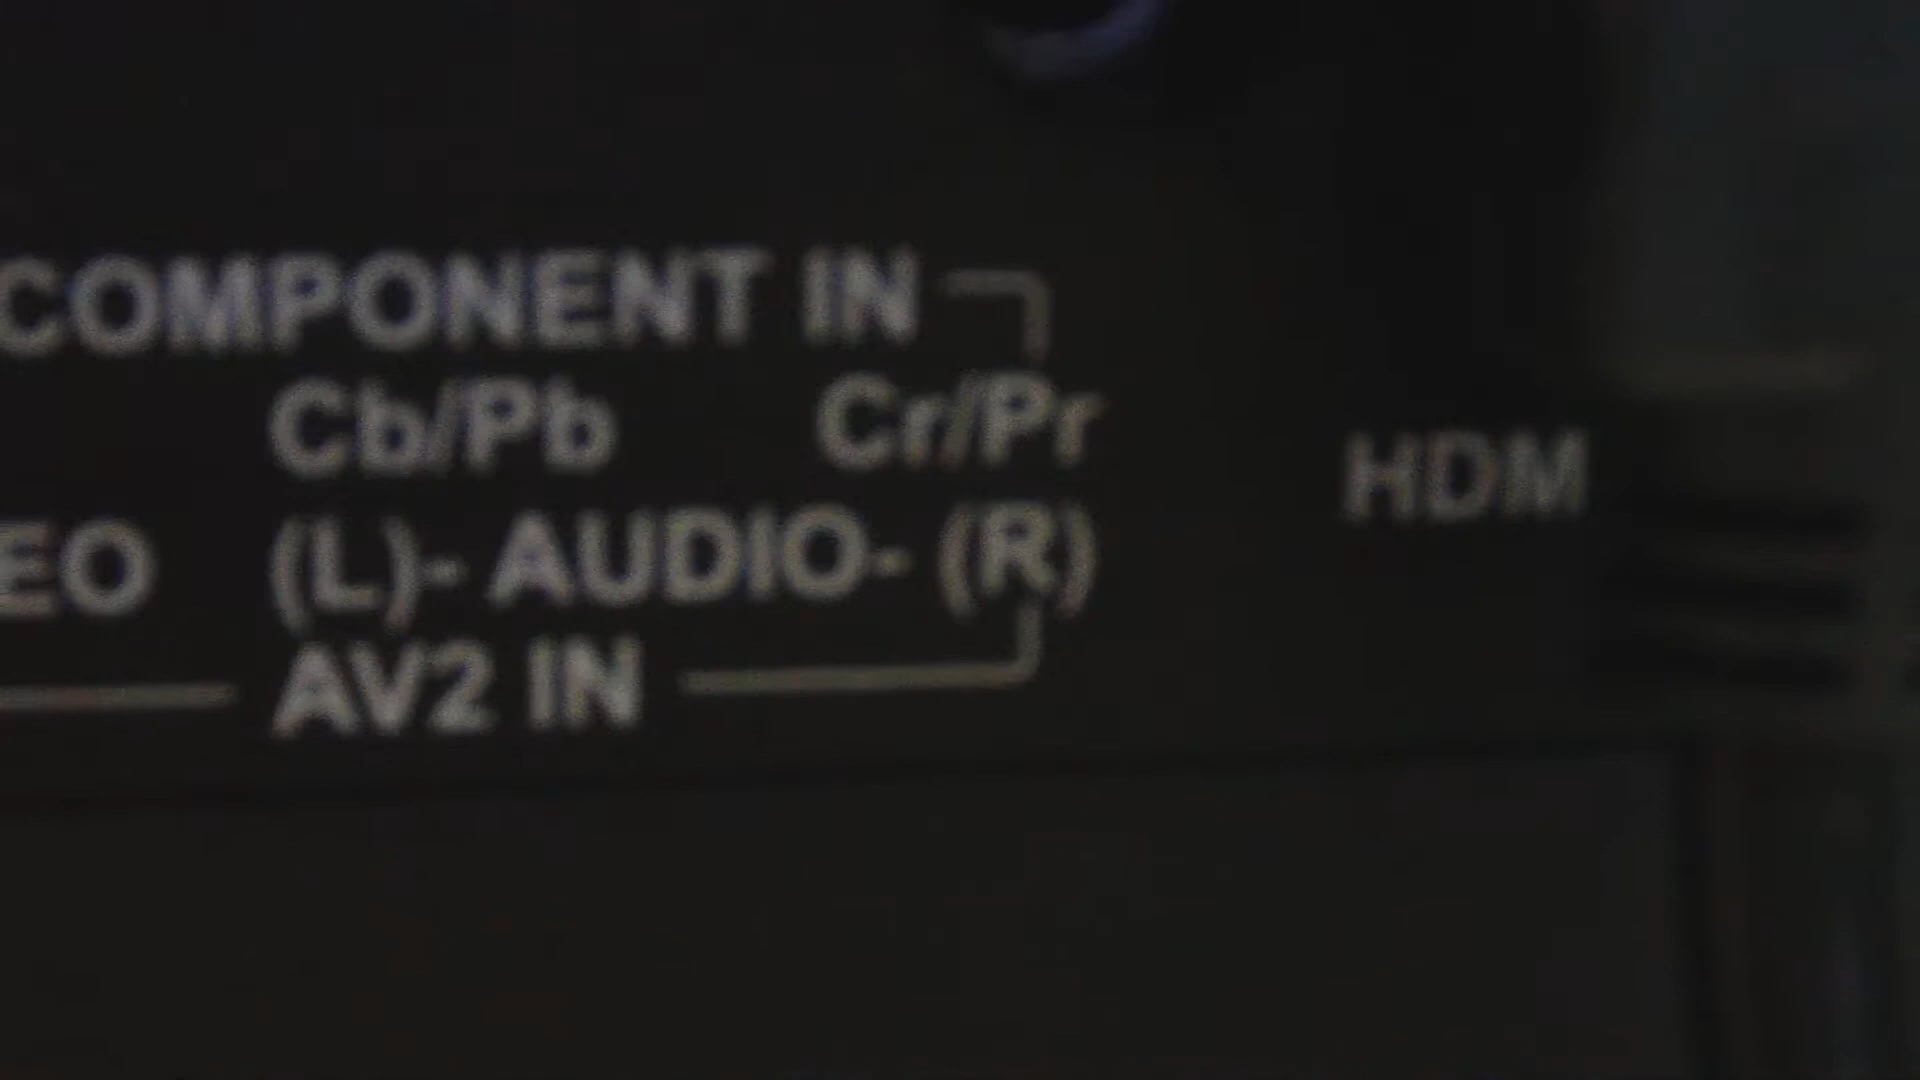 COMPONENT IN
Cb/Pb Cr/Pr
HDM
EO (L)- AUDIO- (R)
AV2 IN